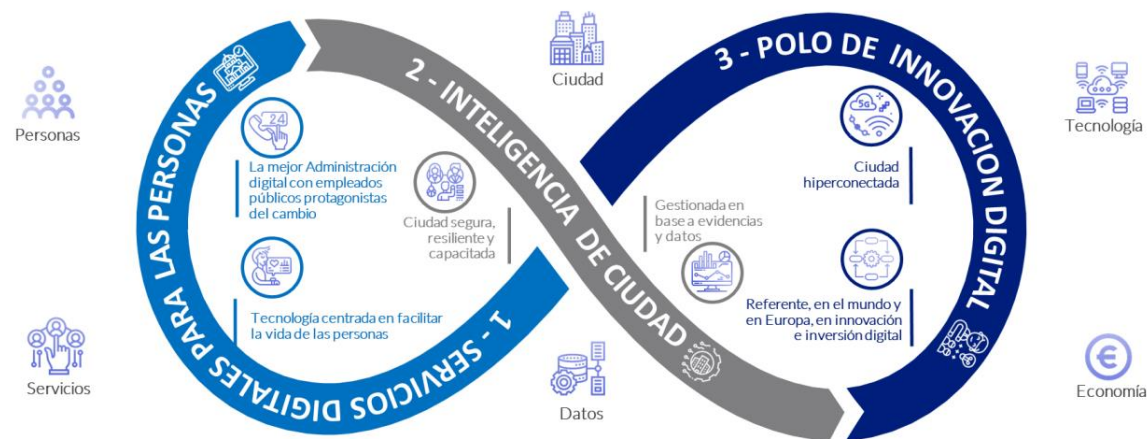 Personas
Servicios
1 - SERVICIOS DIGITALES PARA LAS PERSONAS
24
La mejor Administración
digital con empleados
públicos protagonistas
del cambio
Tecnología centrada en facilitar
la vida de las personas
2 - INTELIGENCIA DE CIUDAD
Ciudad segura,
resiliente y
capacitada
Gestionada en
base a evidencias
y datos
Ciudad
Datos
3 - POLO DE INNOVACION DIGITAL
5G
Ciudad
hiperconectada
Referente, en el mundo y
en Europa, en innovación
e inversión digital
Tecnología
€
Economía